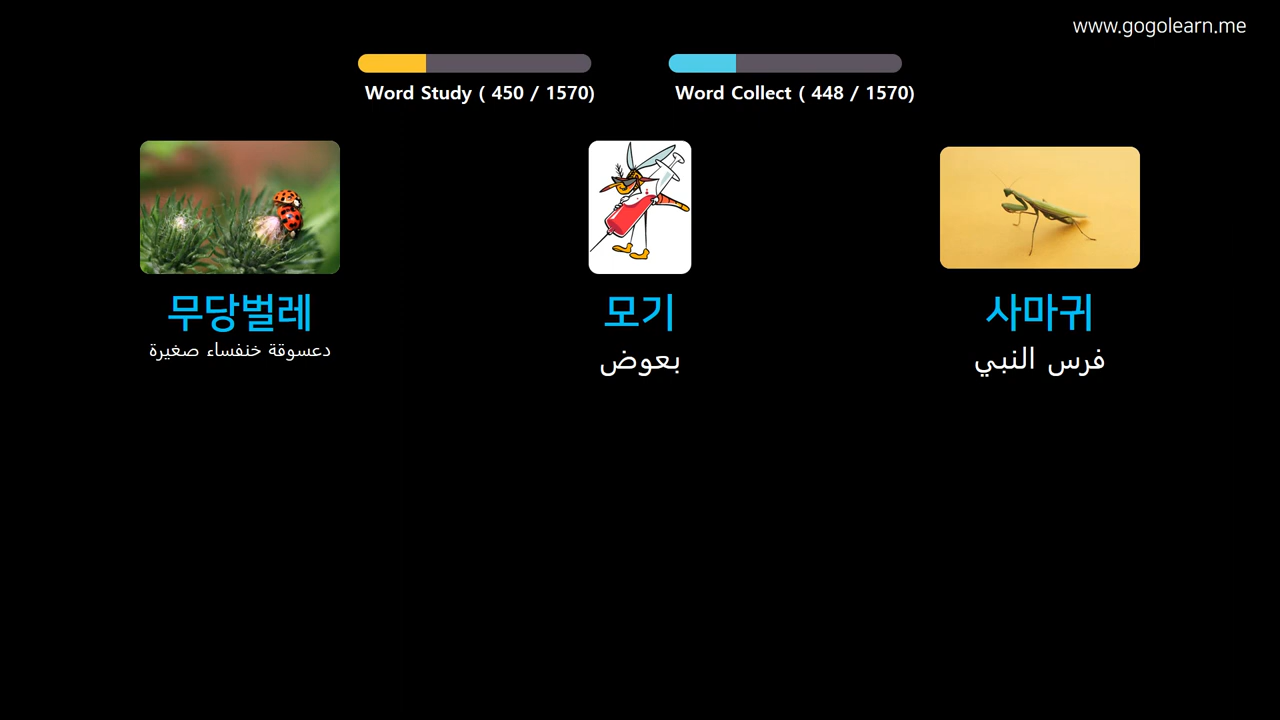 www.gogolearn.me
Word Study ( 450 / 1570)
Word Collect ( 448 / 1570)
무당벌레
دعسوقة خنفساء صغيرة
모기
بعوض
사마귀
فرس النبي